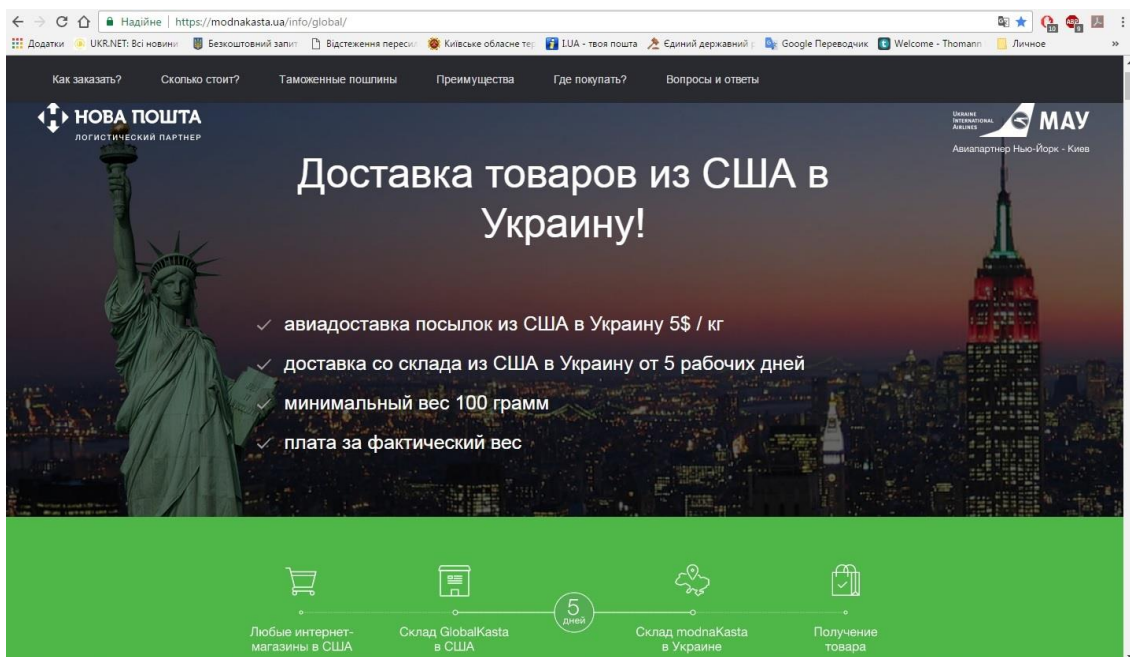 Надійне | https://modnakasta.ua/info/global/
Додатки UKR.NET: Всі новини Безкоштовний запит Відстеження пересил Київське обласне тер I.UA - твоя пошта Єдиний державний р Google Переводчик Welcome - Thomann Личное »
Как заказать? Сколько стоит? Таможенные пошлины Преимущества Где покупать? Вопросы и ответы
НОВА ПОШТА
ЛОГИСТИЧЕСКИЙ ПАРТНЕР
UKRAINE
INTERNATIONAL
AIRLINES
МАУ
Авиапартнер Нью-Йорк - Киев
Доставка товаров из США в
Украину!
авиадоставка посылок из США в Украину 5$ / кг
доставка со склада из США в Украину от 5 рабочих дней
минимальный вес 100 грамм
плата за фактический вес
5
дней
Любые интернет-
магазины в США
Склад GlobalKasta
в США
Склад modnaKasta
в Украине
Получение
товара